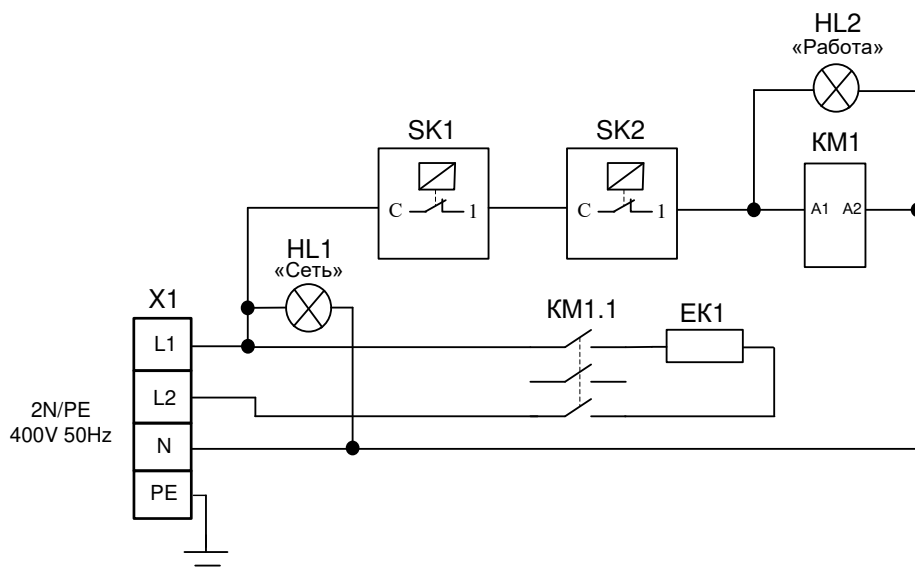 HL2
«Работа»
SK1
SK2
KM1
C
1
C
1
A1
A2
HL1
«Сеть»
X1
KM1.1
EK1
L1
L2
2N/PE
400V 50Hz
N
PE